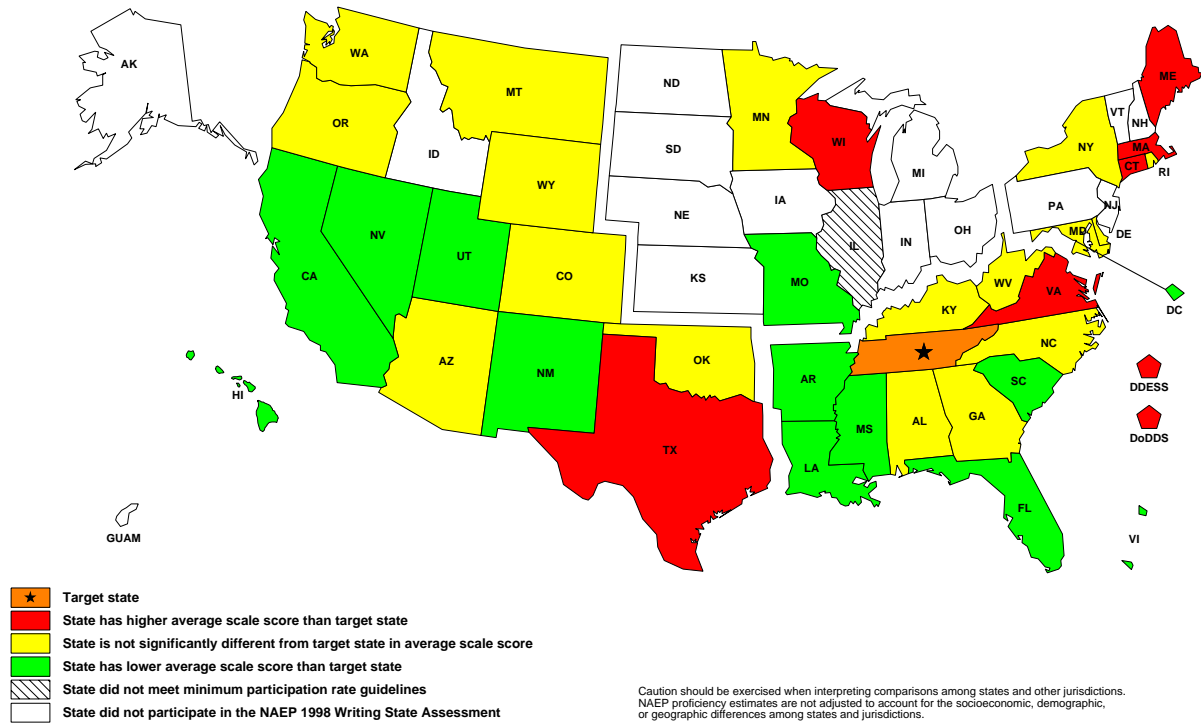 AK
WA
MT
ND
MN
ME
VT
NH
OR
ID
SD
WI
NY
MA
CT
RI
MI
WY
IA
PA
NJ
NE
OH
IN
IL
MD
DE
NV
UT
CO
KS
MO
WV
VA
CA
KY
DC
AZ
NM
OK
NC
AR
SC
DDESS
HI
MS
AL
GA
DoDDS
TX
LA
FL
GUAM
VI
Target state
State has higher average scale score than target state
State is not significantly different from target state in average scale score
State has lower average scale score than target state
State did not meet minimum participation rate guidelines
State did not participate in the NAEP 1998 Writing State Assessment
Caution should be exercised when interpreting comparisons among states and other jurisdictions.
NAEP proficiency estimates are not adjusted to account for the socioeconomic, demographic,
or geographic differences among states and jurisdictions.